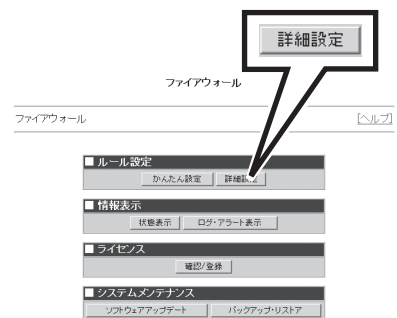 詳細設定
ファイアウォール
ファイアウォール [ヘルプ]
■ ルール設定
かんたん設定 詳細設定
■ 情報表示
状態表示 ログ・アラート表示
■ ライセンス
確認/登録
■ システムメンテナンス
ソフトウェアアップデート バックアップ・リストア